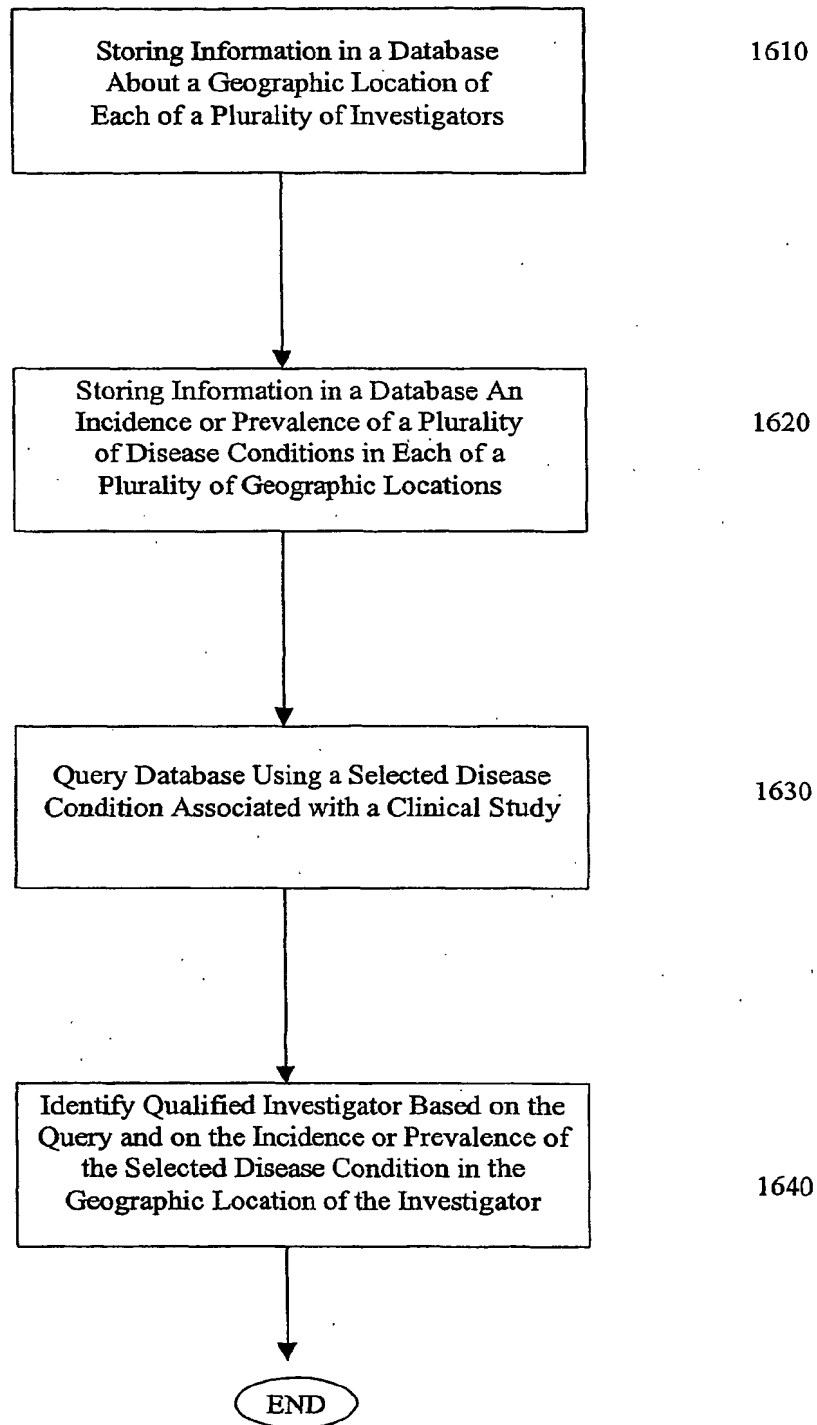 Storing Information in a Database
About a Geographic Location of
Each of a Plurality of Investigators
1610
Storing Information in a Database An
Incidence or Prevalence of a Plurality
of Disease Conditions in Each of a
Plurality of Geographic Locations
1620
Query Database Using a Selected Disease
Condition Associated with a Clinical Study
1630
Identify Qualified Investigator Based on the
Query and on the Incidence or Prevalence of
the Selected Disease Condition in the
Geographic Location of the Investigator
1640
END